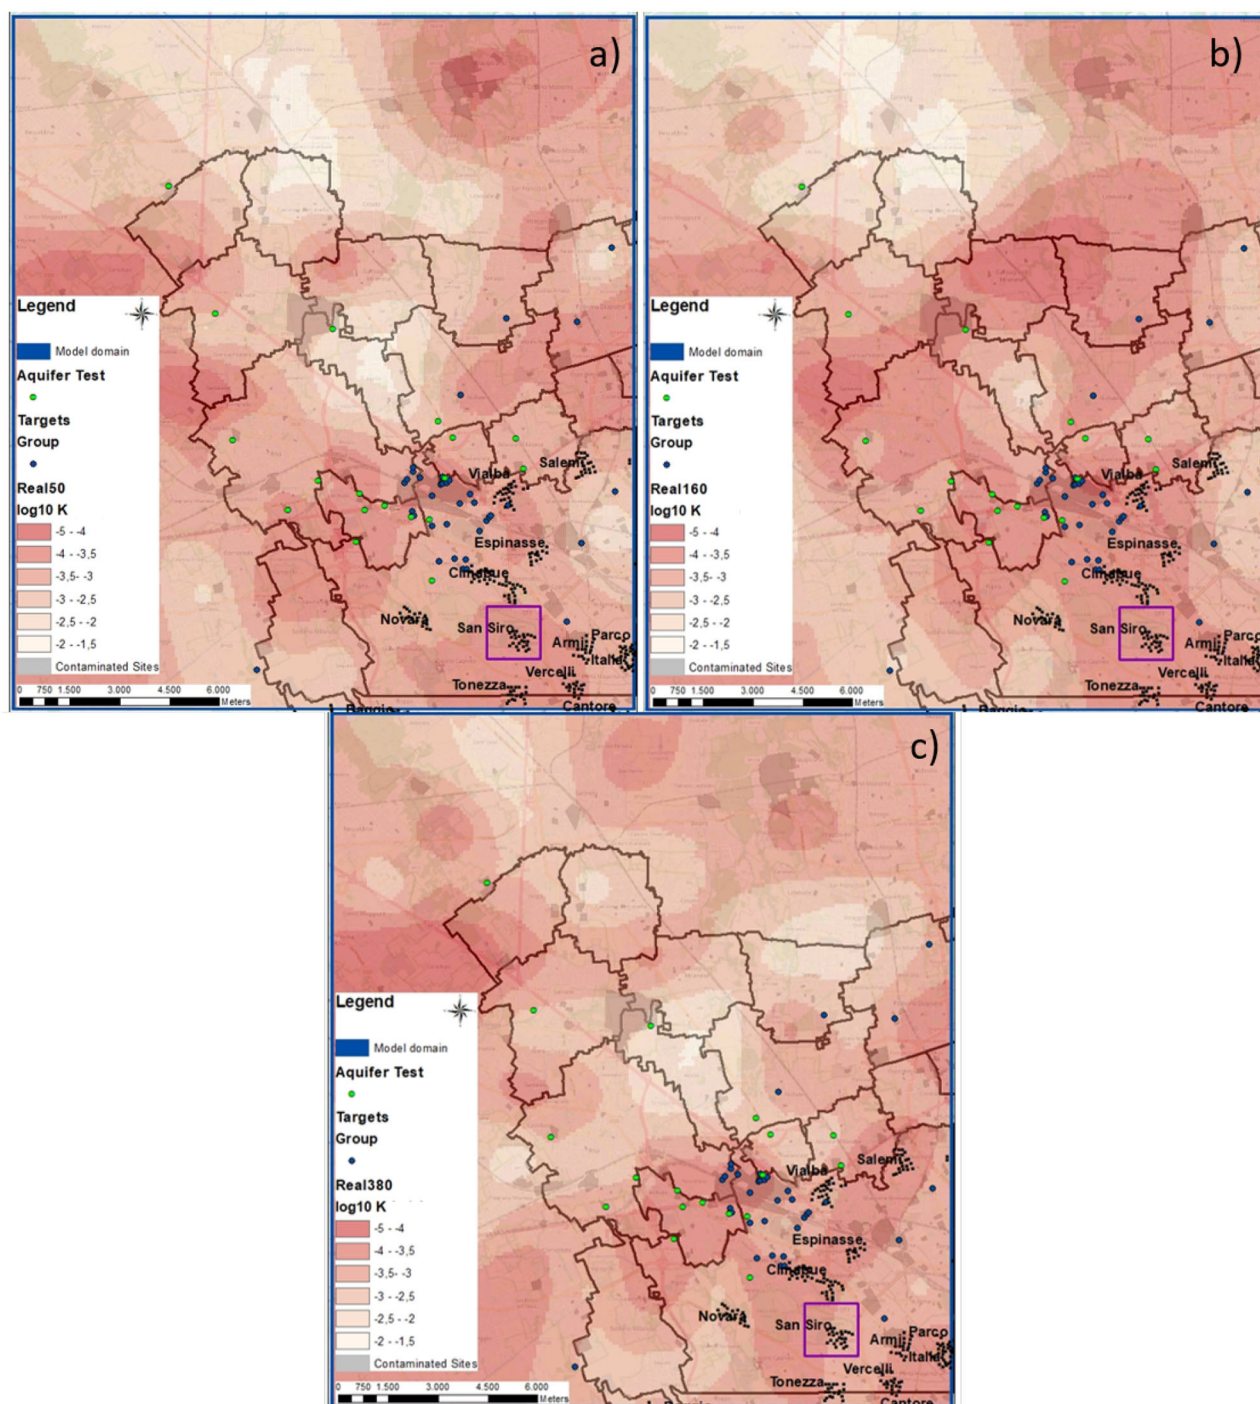 a)
Legend
Model domain
Aquifer Test
Targets
Group
Real50
log10 K
-5 - -4
-4 - -3,5
-3,5- -3
-3 - -2,5
-2,5 - -2
-2 - -1,5
Contaminated Sites
0 750 1.500 3.000 4.500 6.000
Meters
Vialba
Salemi
Espinasse
Novara
San Siro
Armi
Parco
Italia
Vercelli
Tonezza
Cantore
Baggio
b)
Legend
Model domain
Aquifer Test
Targets
Group
Real160
log10 K
-5 - -4
-4 - -3,5
-3,5- -3
-3 - -2,5
-2,5 - -2
-2 - -1,5
Contaminated Sites
0 750 1.500 3.000 4.500 6.000
Meters
Vialba
Salemi
Espinasse
Novara
San Siro
Armi
Parco
Italia
Vercelli
Tonezza
Cantore
Baggio
c)
Legend
Model domain
Aquifer Test
Targets
Group
Real380
log10 K
-5 - -4
-4 - -3,5
-3,5- -3
-3 - -2,5
-2,5 - -2
-2 - -1,5
Contaminated Sites
0 750 1.500 3.000 4.500 6.000
Meters
Vialba
Salemi
Espinasse
Novara
San Siro
Armi
Parco
Italia
Vercelli
Tonezza
Cantore